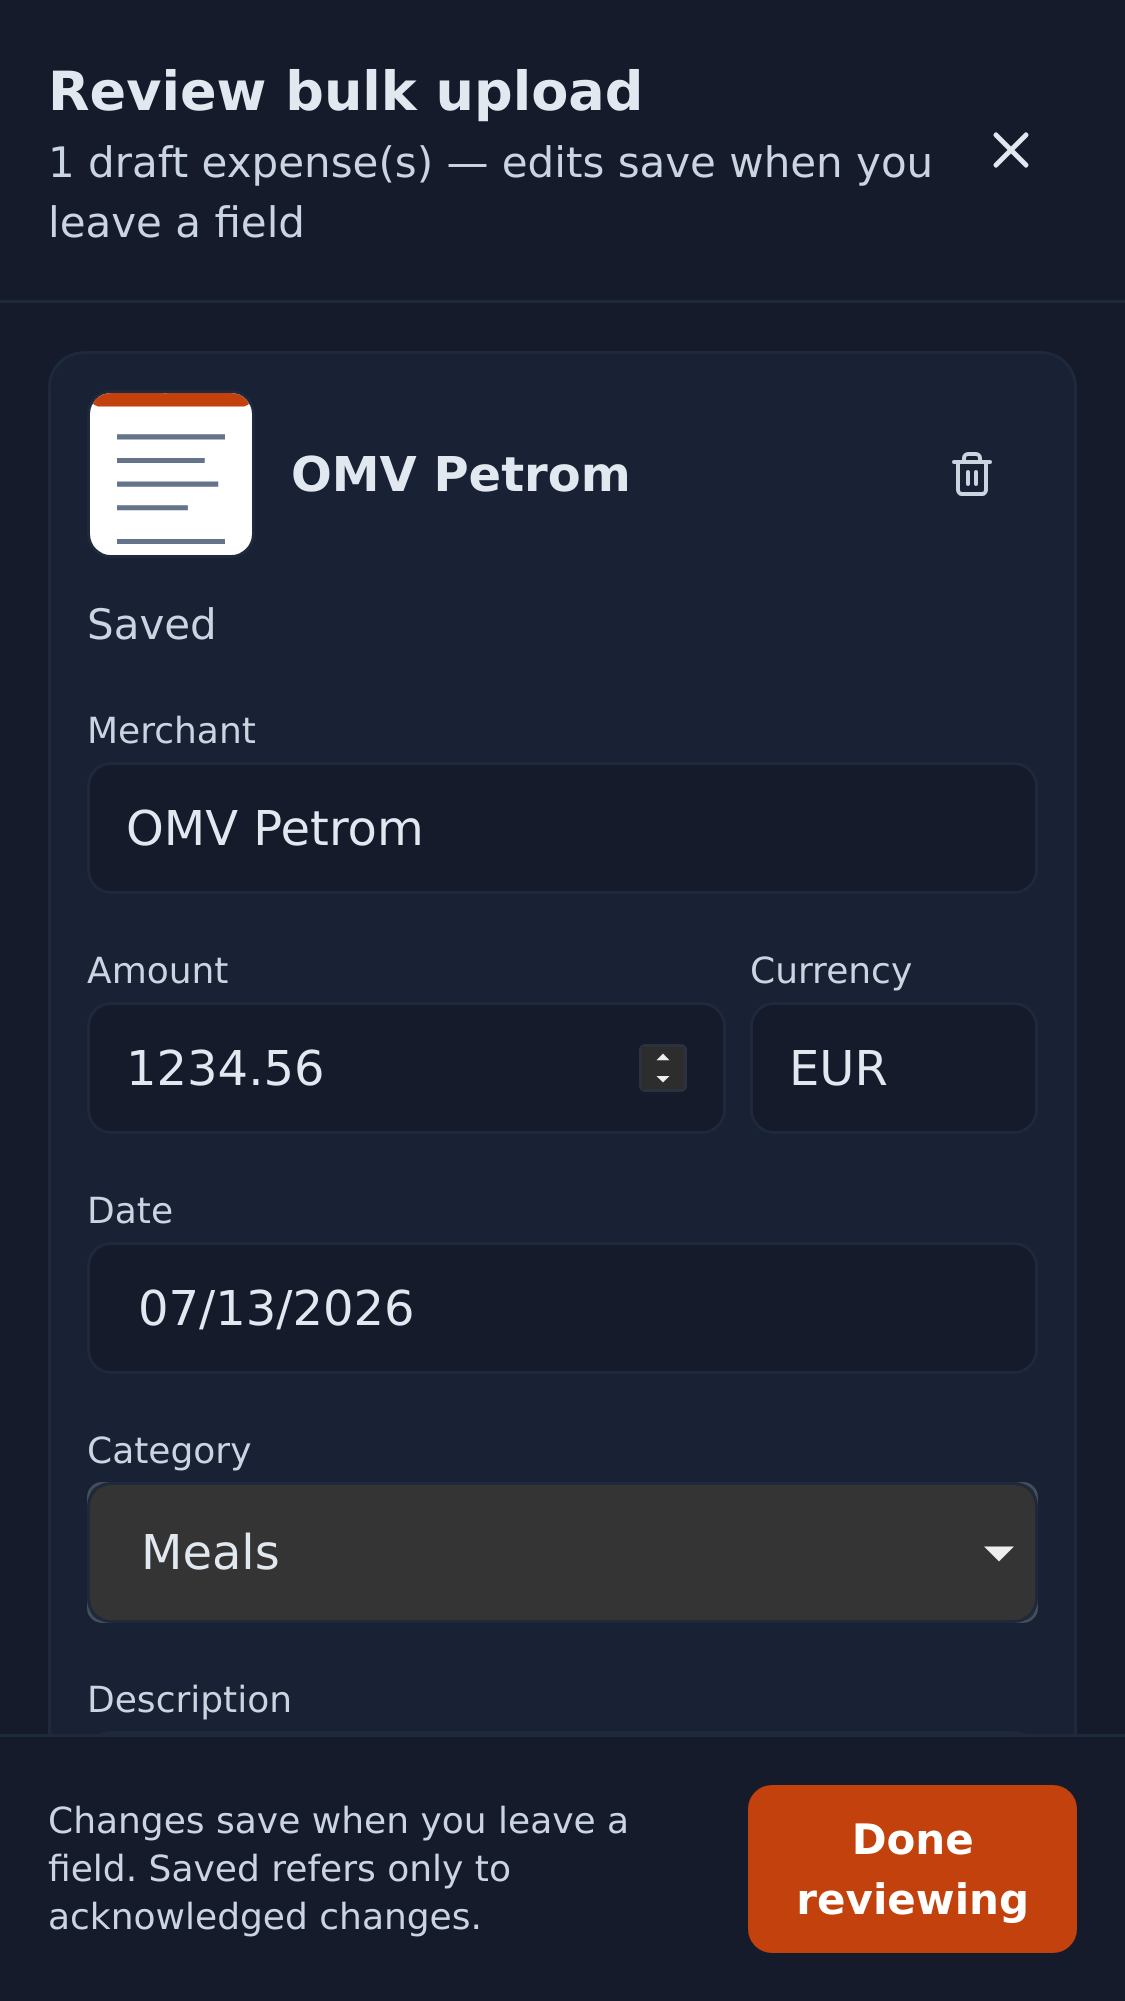 Review bulk upload
1 draft expense(s) — edits save when you
leave a field
OMV Petrom
Saved
Merchant
OMV Petrom
Amount
Currency
1234.56
EUR
Date
07/13/2026
Category
Meals
Description
Changes save when you leave a
field. Saved refers only to
acknowledged changes.
Done
reviewing